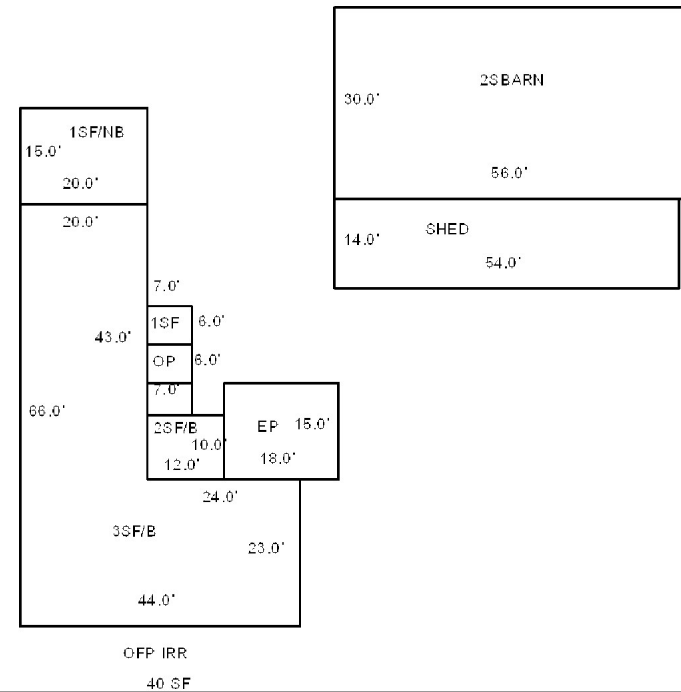 2SBARN
30.0'
56.0'
1SF/NB
15.0'
20.0'
20.0'
SHED
14.0'
54.0'
7.0'
1SF
6.0'
43.0'
OP
6.0'
7.0'
66.0'
2SF/B
EP
15.0'
10.0'
12.0'
18.0'
24.0'
3SF/B
23.0'
44.0'
OFP IRR
40 SF